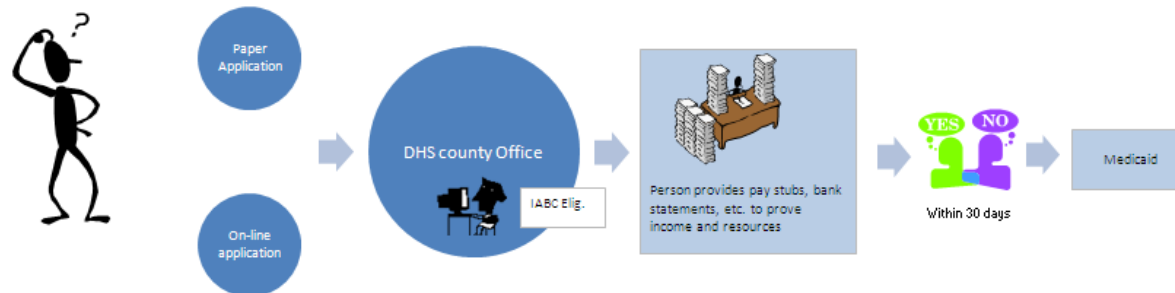 ?
Paper
Application
On-line
application
DHS county Office
IABC Elig.
Person provides pay stubs, bank
statements, etc. to prove
income and resources
YES
NO
Within 30 days
Medicaid